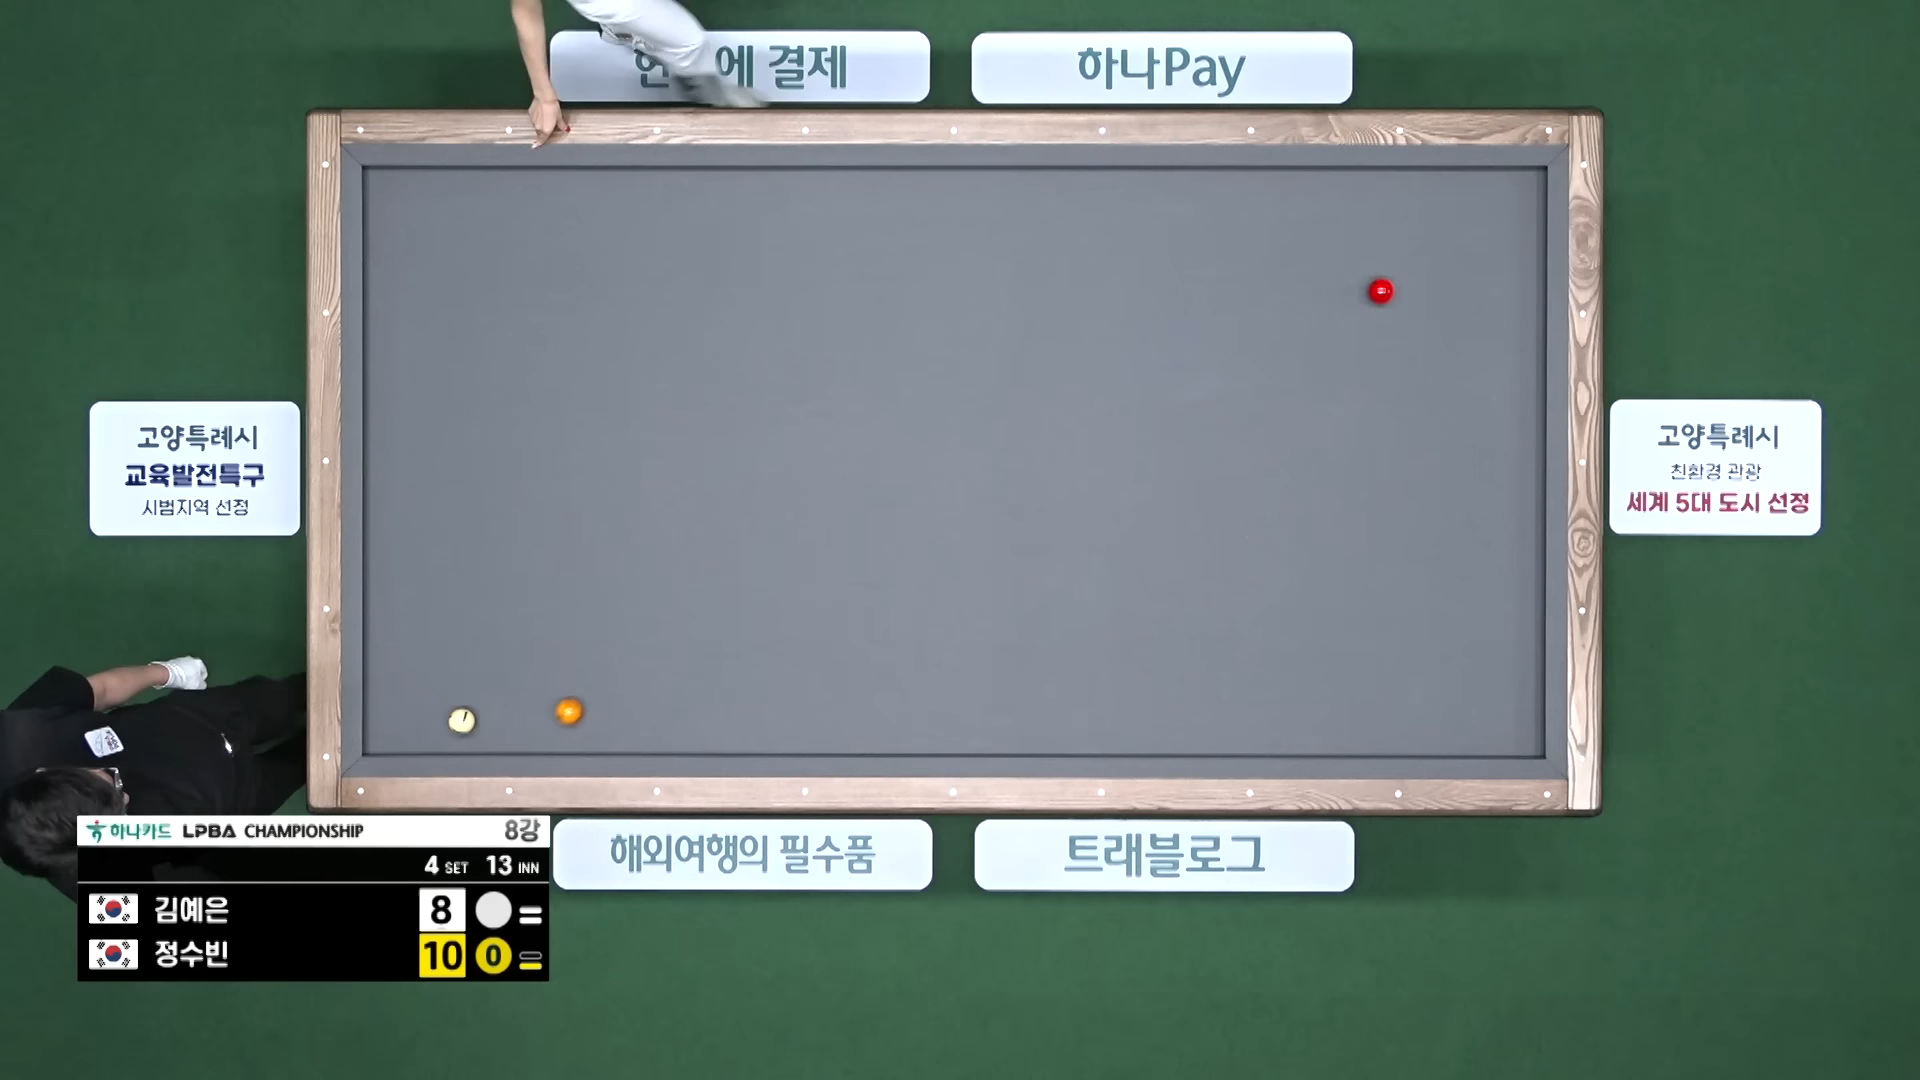 에 결제
하나Pay
고양특례시
교육발전특구
시범지역 선정
고양특례시
친환경 관광
세계 5대 도시 선정
해외여행의 필수품
트래블로그
하나카드 LPBA CHAMPIONSHIP 8강
4 SET 13 INN
김예은 8
정수빈 10 0